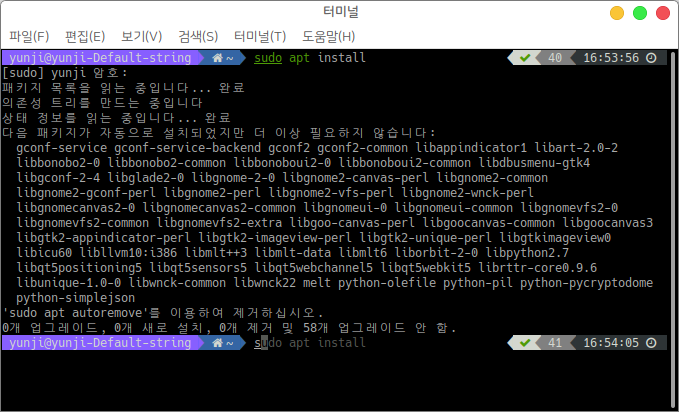 터미널
파일(F) 편집(E) 보기(V) 검색(S) 터미널(T) 도움말(H)
yunji@yunji-Default-string ~ sudo apt install ✔ 40 16:53:56
[sudo] yunji 암호:
패키지 목록을 읽는 중입니다... 완료
의존성 트리를 만드는 중입니다
상태 정보를 읽는 중입니다... 완료
다음 패키지가 자동으로 설치되었지만 더 이상 필요하지 않습니다:
gconf-service gconf-service-backend gconf2 gconf2-common libappindicator1 libart-2.0-2
libbonobo2-0 libbonobo2-common libbonoboui2-0 libbonoboui2-common libdbusmenu-gtk4
libgconf-2-4 libglade2-0 libgnome-2-0 libgnome2-canvas-perl libgnome2-common
libgnome2-gconf-perl libgnome2-perl libgnome2-vfs-perl libgnome2-wnck-perl
libgnomecanvas2-0 libgnomecanvas2-common libgnomeui-0 libgnomeui-common libgnomevfs2-0
libgnomevfs2-common libgnomevfs2-extra libgoo-canvas-perl libgoocanvas-common libgoocanvas3
libgtk2-appindicator-perl libgtk2-imageview-perl libgtk2-unique-perl libgtkimageview0
libicu60 libllvm10:i386 libmlt++3 libmlt-data libmlt6 liborbit-2-0 libpython2.7
libqt5positioning5 libqt5sensors5 libqt5webchannel5 libqt5webkit5 librttr-core0.9.6
libunique-1.0-0 libwnck-common libwnck22 melt python-olefile python-pil python-pycryptodome
python-simplejson
'sudo apt autoremove'를 이용하여 제거하십시오.
0개 업그레이드, 0개 새로 설치, 0개 제거 및 58개 업그레이드 안 함.
yunji@yunji-Default-string ~ sudo apt install ✔ 41 16:54:05